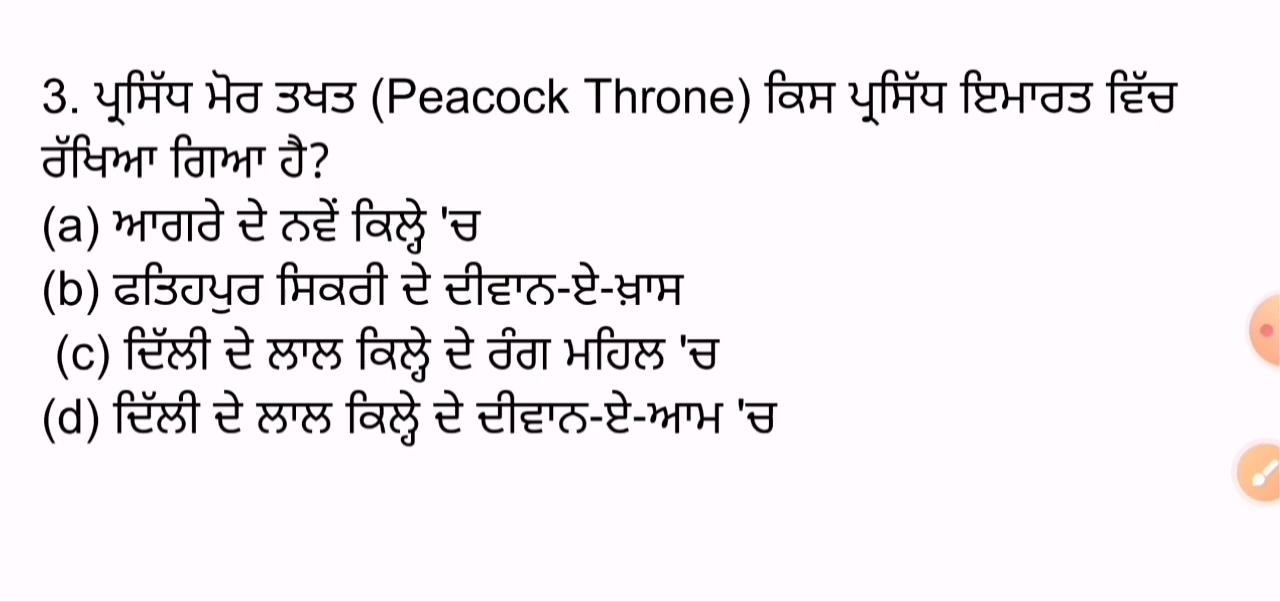 3. ਪ੍ਰਸਿੱਧ ਮੋਰ ਤਖਤ (Peacock Throne) ਕਿਸ ਪ੍ਰਸਿੱਧ ਇਮਾਰਤ ਵਿੱਚ
ਰੱਖਿਆ ਗਿਆ ਹੈ?
(a) ਆਗਰੇ ਦੇ ਨਵੇਂ ਕਿਲ੍ਹੇ 'ਚ
(b) ਫਤਿਹਪੁਰ ਸਿਕਰੀ ਦੇ ਦੀਵਾਨ-ਏ-ਖ਼ਾਸ
(c) ਦਿੱਲੀ ਦੇ ਲਾਲ ਕਿਲ੍ਹੇ ਦੇ ਰੰਗ ਮਹਿਲ 'ਚ
(d) ਦਿੱਲੀ ਦੇ ਲਾਲ ਕਿਲ੍ਹੇ ਦੇ ਦੀਵਾਨ-ਏ-ਆਮ 'ਚ